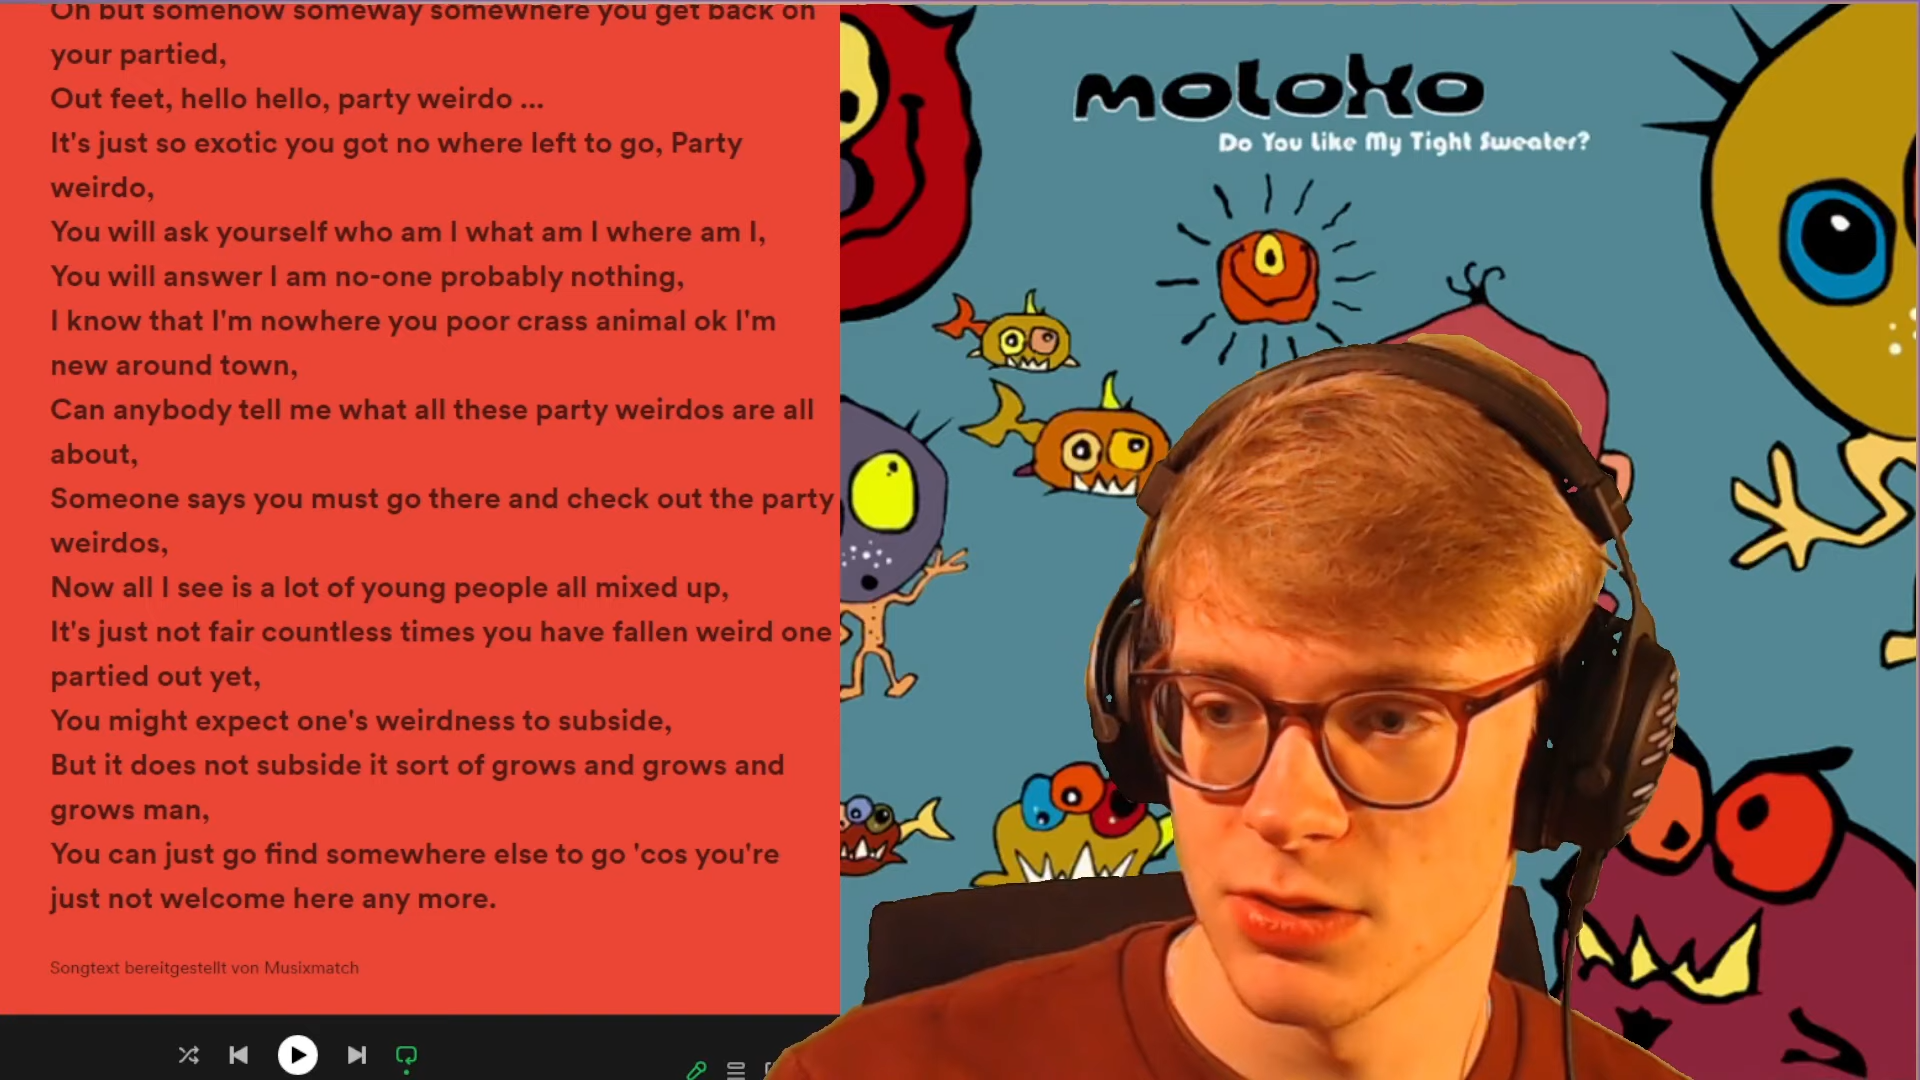 Oh but somehow someway somewhere you get back on
your partied,
Out feet, hello hello, party weirdo ...
It's just so exotic you got no where left to go, Party
weirdo,
You will ask yourself who am I what am I where am I,
You will answer I am no-one probably nothing,
I know that I'm nowhere you poor crass animal ok I'm
new around town,
Can anybody tell me what all these party weirdos are all
about,
Someone says you must go there and check out the party
weirdos,
Now all I see is a lot of young people all mixed up,
It's just not fair countless times you have fallen weird one
partied out yet,
You might expect one's weirdness to subside,
But it does not subside it sort of grows and grows and
grows man,
You can just go find somewhere else to go 'cos you're
just not welcome here any more.
Songtext bereitgestellt von Musixmatch
moloko
Do You Like My Tight Sweater?